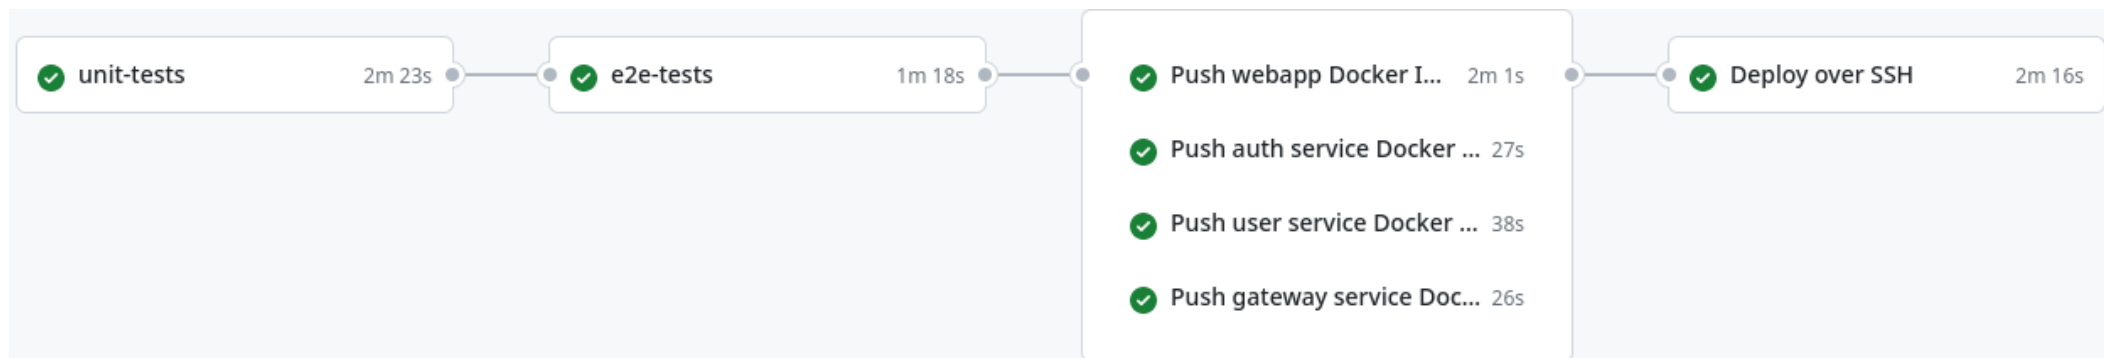 unit-tests 2m 23s
e2e-tests 1m 18s
Push webapp Docker I... 2m 1s
Push auth service Docker ... 27s
Push user service Docker ... 38s
Push gateway service Doc... 26s
Deploy over SSH 2m 16s